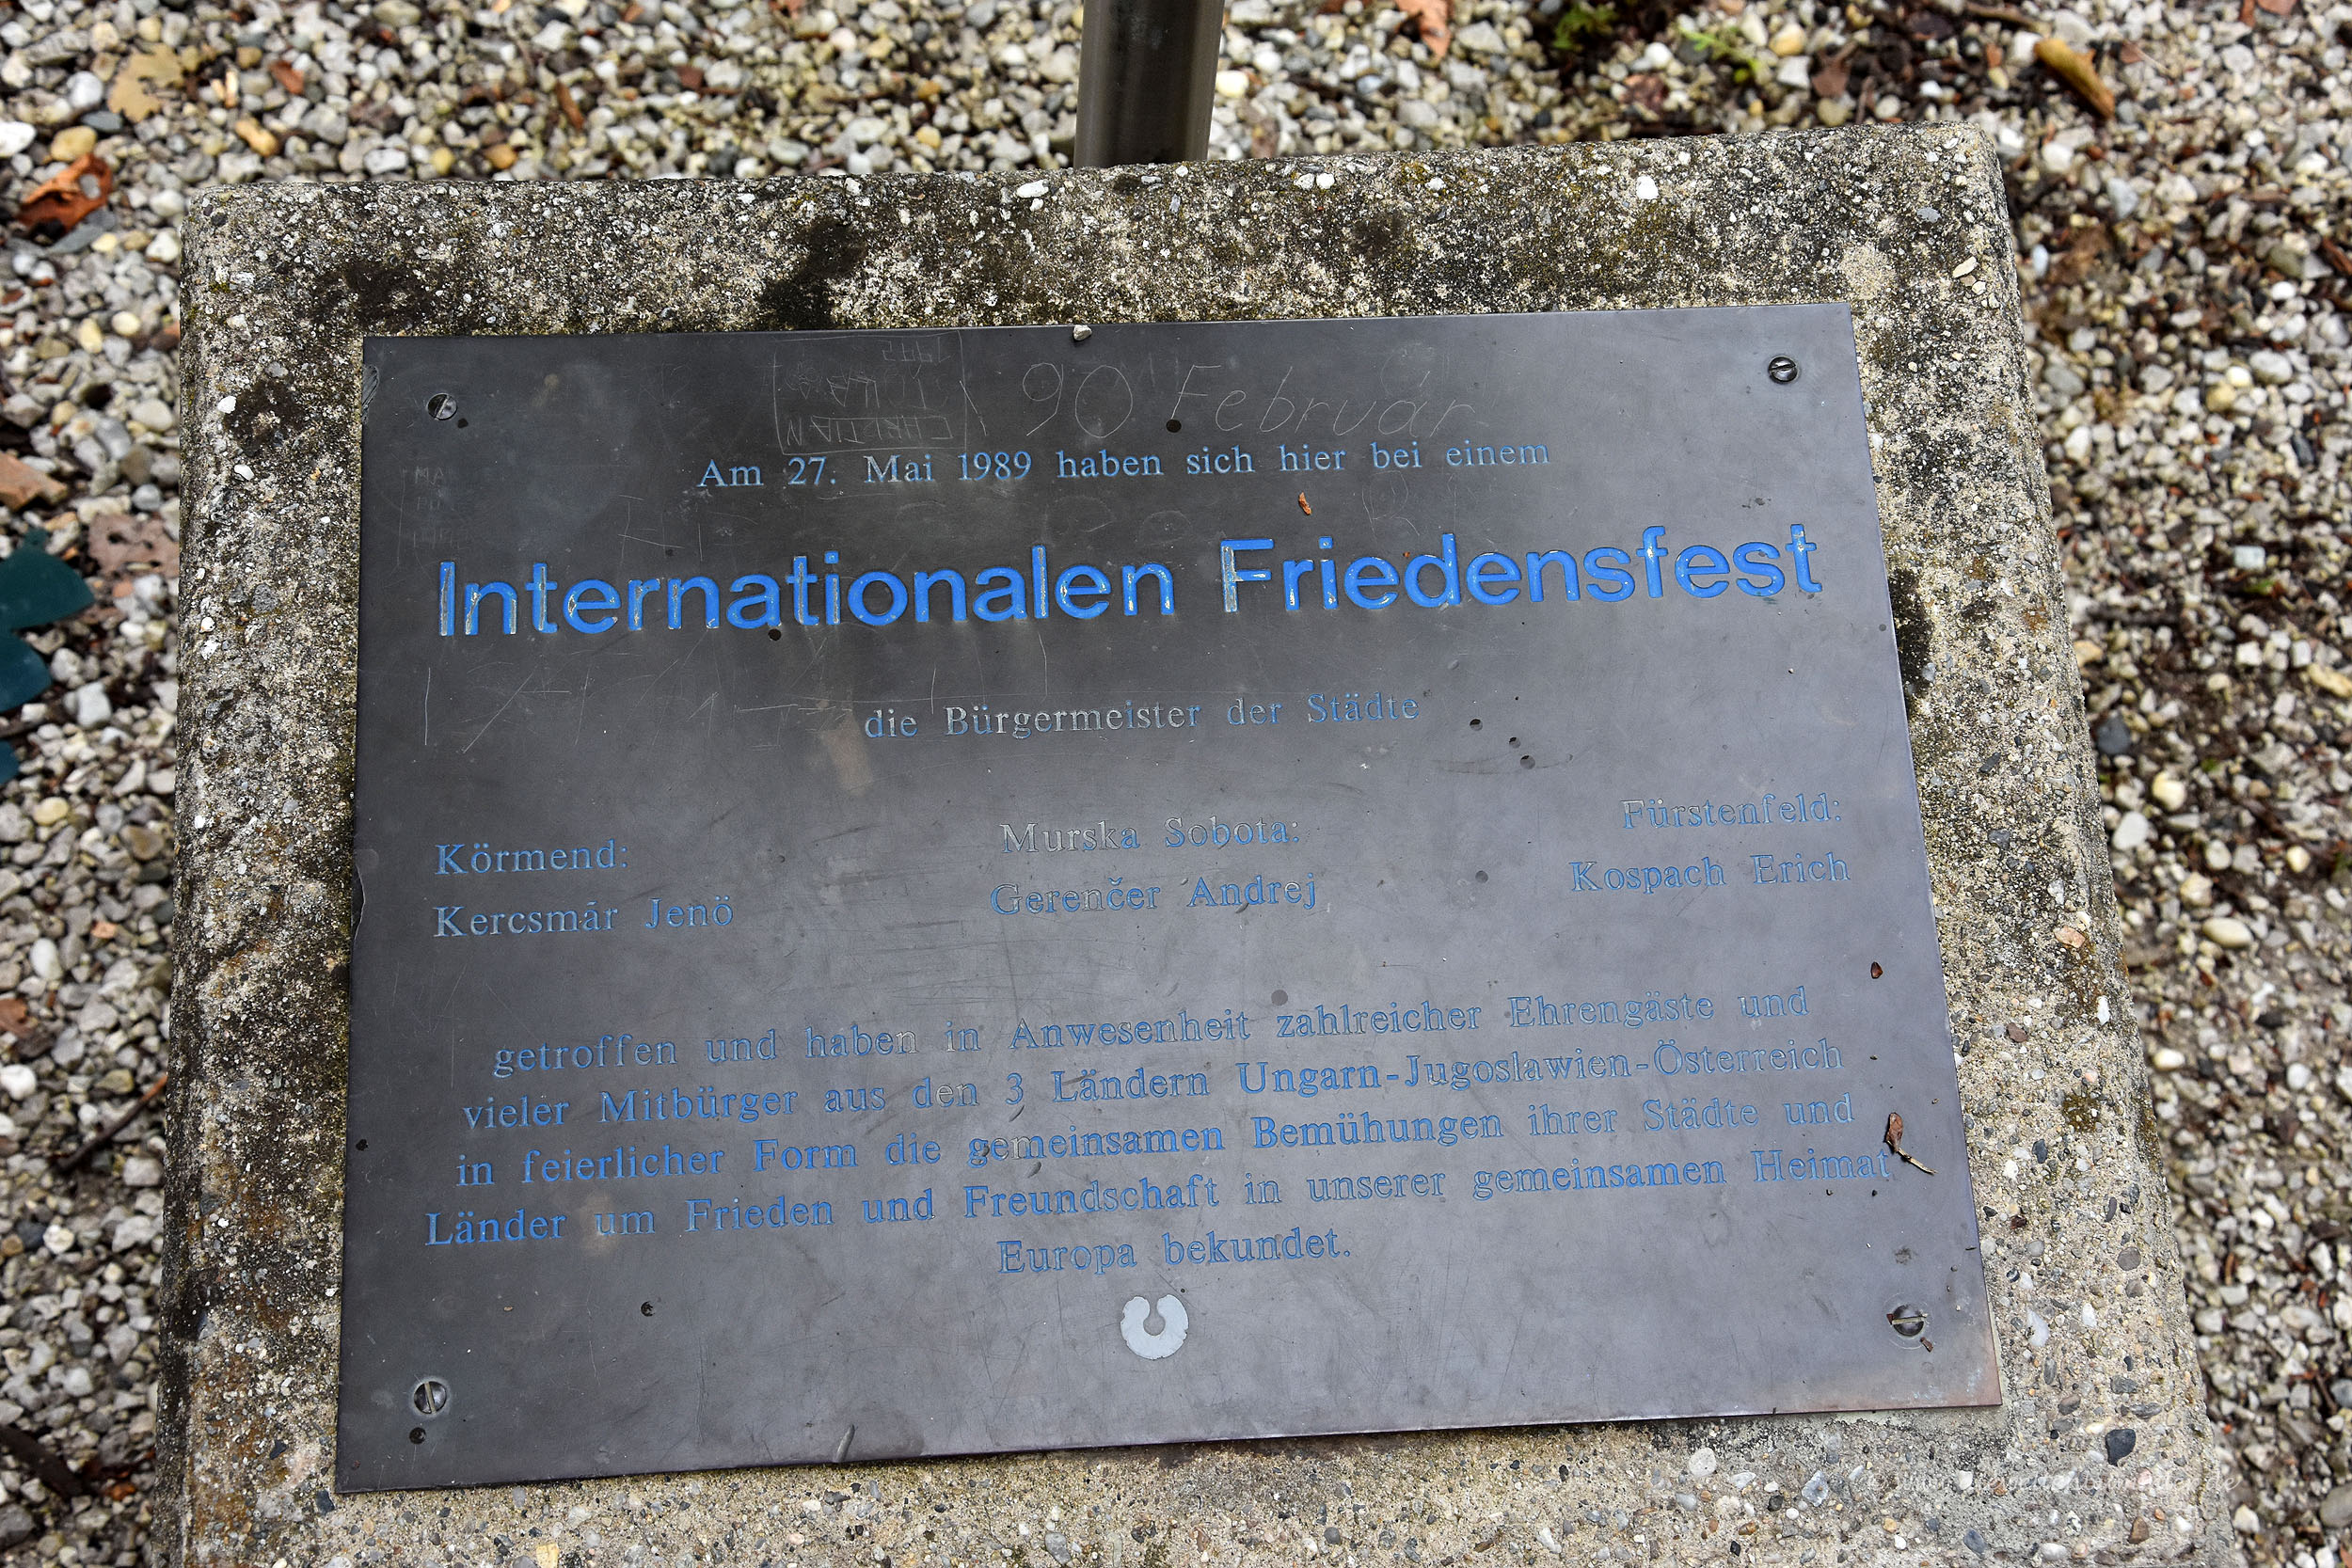 90 Februar
Am 27. Mai 1989 haben sich hier bei einem
Internationalen Friedensfest
die Bürgermeister der Städte
Körmend: Murska Sobota: Fürstenfeld:
Kercsmár Jenö Gerenčer Andrej Kospach Erich
getroffen und haben in Anwesenheit zahlreicher Ehrengäste und
vieler Mitbürger aus den 3 Ländern Ungarn-Jugoslawien-Österreich
in feierlicher Form die gemeinsamen Bemühungen ihrer Städte und
Länder um Frieden und Freundschaft in unserer gemeinsamen Heimat
Europa bekundet.